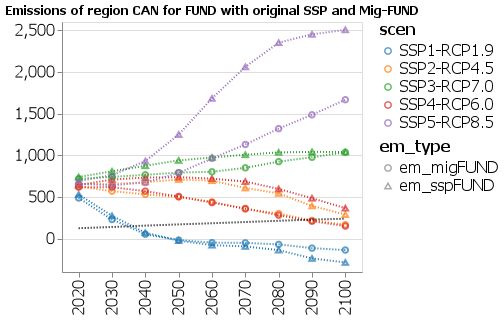 Emissions of region CAN for FUND with original SSP and Mig-FUND
2,500
2,000
1,500
1,000
500
0
2020
2030
2040
2050
2060
2070
2080
2090
2100
scen
SSP1-RCP1.9
SSP2-RCP4.5
SSP3-RCP7.0
SSP4-RCP6.0
SSP5-RCP8.5
em_type
em_migFUND
em_sspFUND